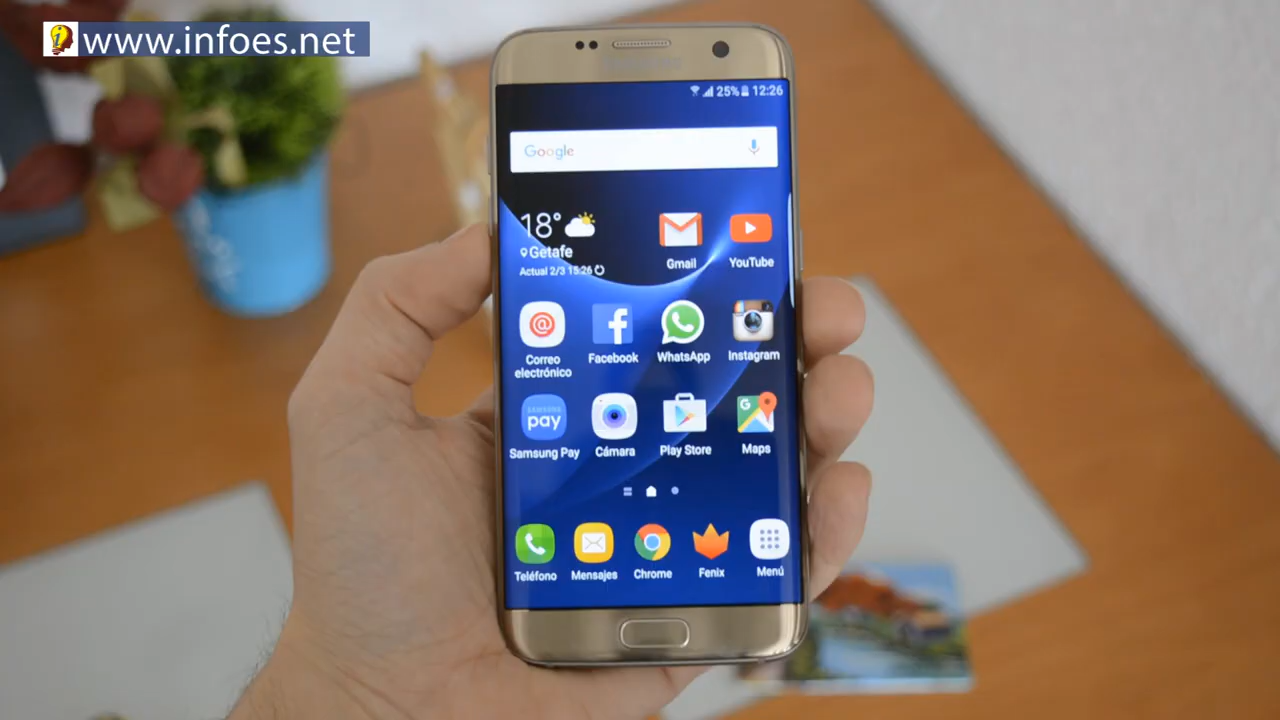 www.infoes.net
25% 12:26
Google
18°
Getafe
Actual 2/3 15:26
Gmail
YouTube
Correo
electrónico
Facebook
WhatsApp
Instagram
SAMSUNG
pay
Samsung Pay
Cámara
Play Store
G
Maps
Teléfono
Mensajes
Chrome
Fenix
Menú